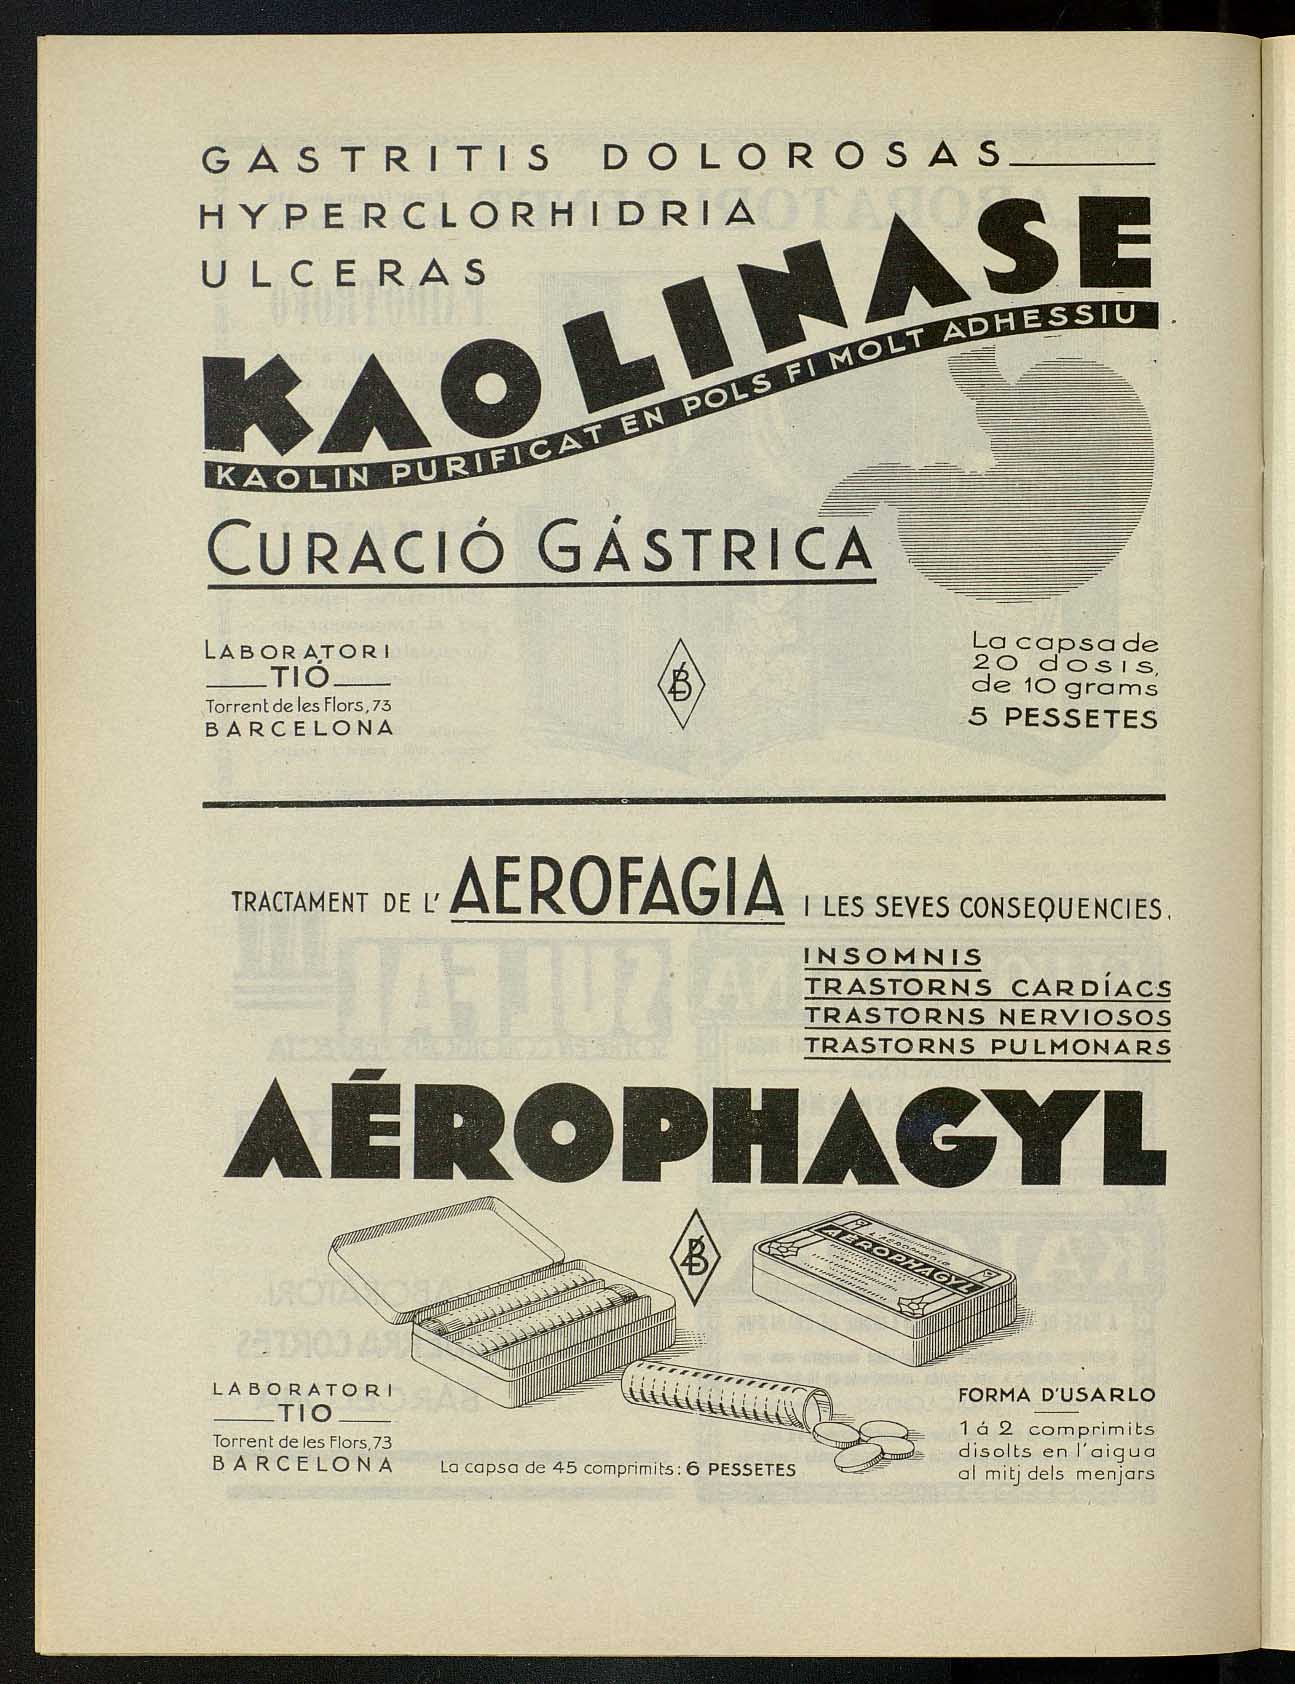 GASTRITIS DOLOROSAS
HYPERCLORHIDRIA
ULCERAS
KAOLINASE
KAOLIN PURIFICAT EN POLS FI MOLT ADHESSIU
CURACIÓ GÁSTRICA
LABORATORI
TIÓ
Torrent de les Flors, 73
BARCELONA
B
La capsa de
20 dosis,
de 10 grams
5 PESSETES
TRACTAMENT DE L' AEROFAGIA I LES SEVES CONSEQUENCIES.
INSOMNIS
TRASTORNS CARDÍACS
TRASTORNS NERVIOSOS
TRASTORNS PULMONARS
AÉROPHAGYL
B
AÉROPHAGYL
LABORATORI
TIO
Torrent de les Flors, 73
BARCELONA
La capsa de 45 comprimits: 6 PESSETES
FORMA D'USARLO
1 á 2 comprimits
disolts en l'aigua
al mitj dels menjars